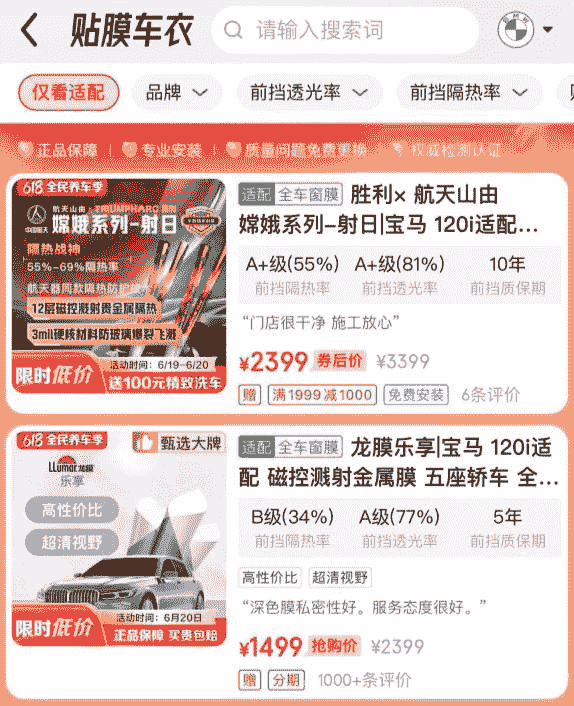 贴膜车衣
请输入搜索词
仅看适配
品牌
前挡透光率
前挡隔热率
正品保障
专业安装
质量问题免费更换
权威检测认证
618 全民养车季
航天山由
TRIUMPHARC
中国航天
嫦娥系列-射日
隔热战神
55%-69%隔热率
12层磁控溅射贵金属隔热
3mil硬核材料防玻璃爆裂飞溅
活动时间：6/19-6/20
限时低价
送100元精致洗车
适配 全车窗膜 胜利× 航天山由
嫦娥系列-射日|宝马 120i适配...
A+级(55%) A+级(81%) 10年
前挡隔热率 前挡透光率 前挡质保期
“门店很干净 施工放心”
¥2399 券后价 ¥3399
赠 满1999减1000 免费安装 6条评价
618 全民养车季
甄选大牌
LLumar龙膜
乐享
高性价比
超清视野
活动时间：6月20日
限时低价
正品保障 买贵包赔
适配 全车窗膜 龙膜乐享|宝马 120i适
配 磁控溅射金属膜 五座轿车 全...
B级(34%) A级(77%) 5年
前挡隔热率 前挡透光率 前挡质保期
高性价比 超清视野
“深色膜私密性好。服务态度很好。”
¥1499 抢购价 ¥2399
赠 分期 1000+条评价